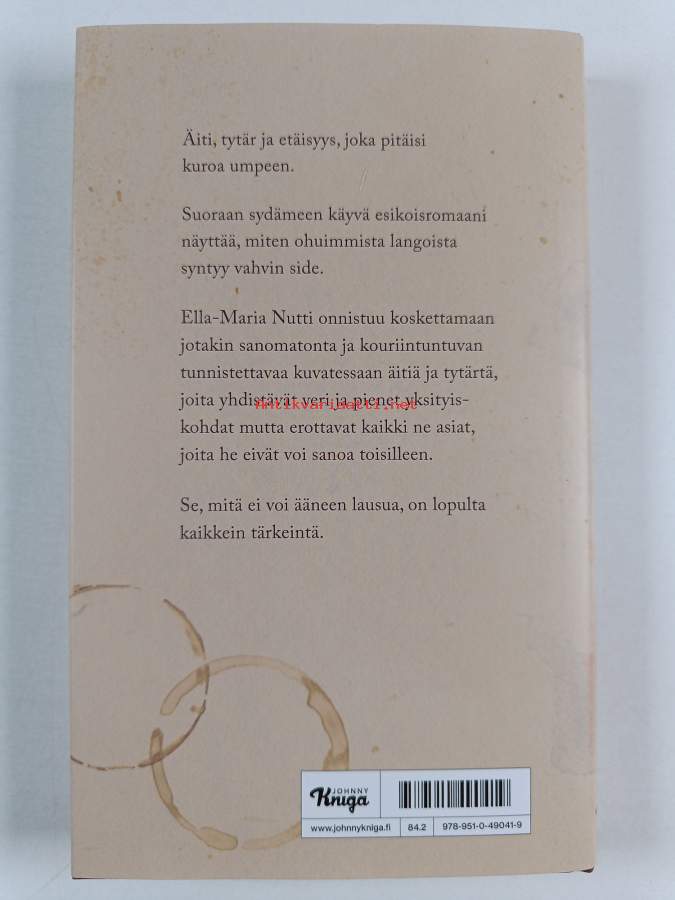 Äiti, tytär ja etäisyys, joka pitäisi
kuroa umpeen.
Suoraan sydämeen käyvä esikoisromaani
näyttää, miten ohuimmista langoista
syntyy vahvin side.
Ella-Maria Nutti onnistuu koskettamaan
jotakin sanomatonta ja kouriintuntuvan
tunnistettavaa kuvatessaan äitiä ja tytärtä,
joita yhdistävät veri ja pienet yksityis-
Antikvariaatti.net
kohdat mutta erottavat kaikki ne asiat,
joita he eivät voi sanoa toisilleen.
Se, mitä ei voi ääneen lausua, on lopulta
kaikkein tärkeintä.
JOHNNY
Kniga
www.johnnykniga.fi 84.2 978-951-0-49041-9